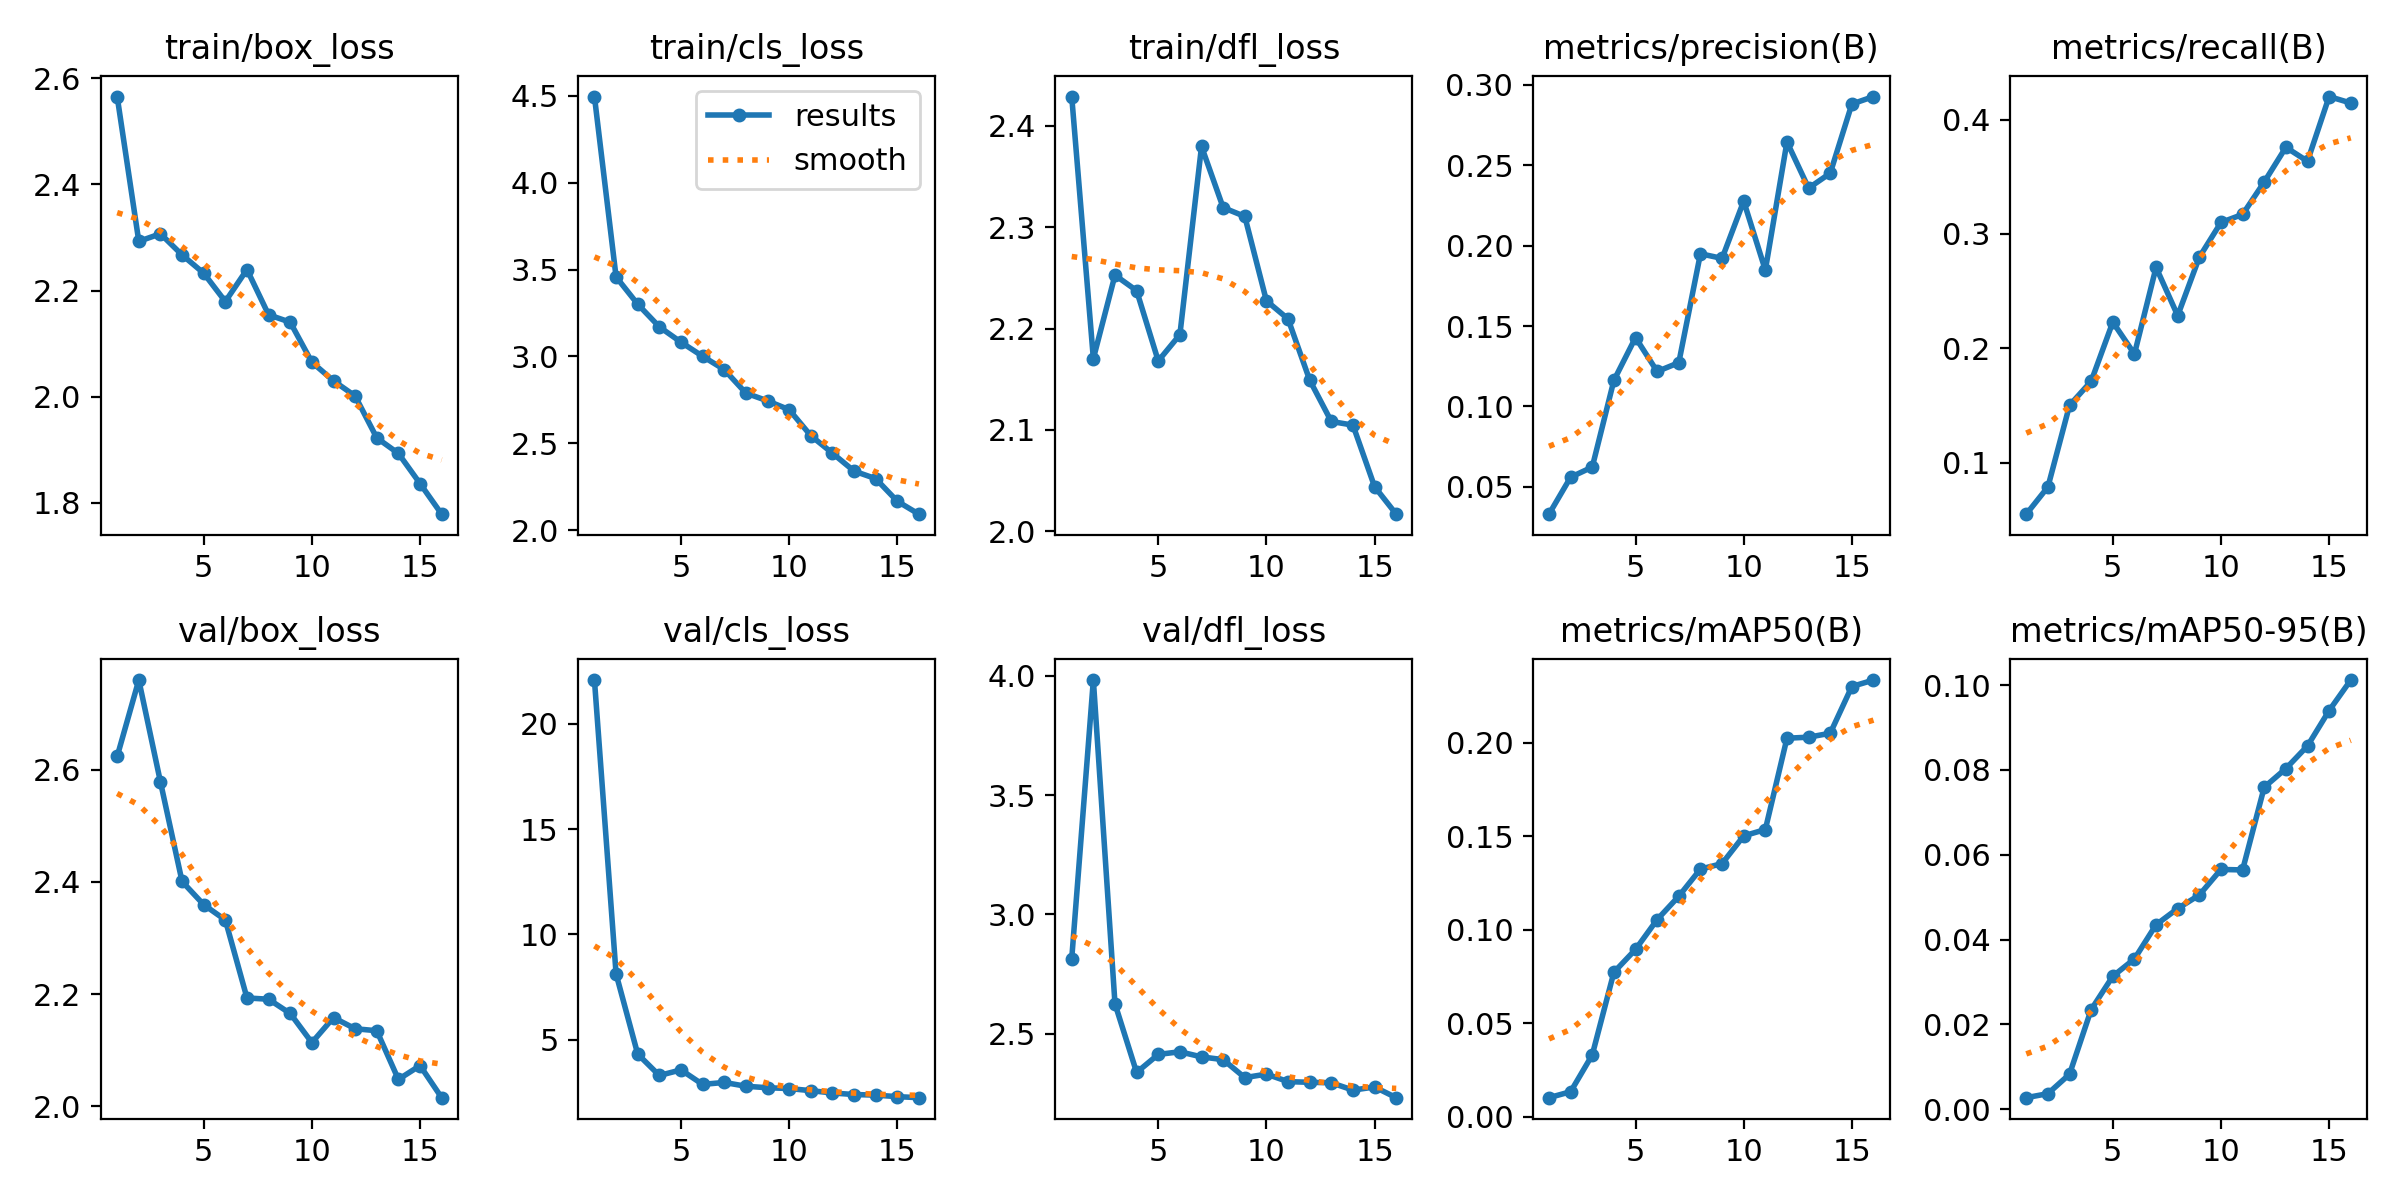 train/box_loss
2.6
2.4
2.2
2.0
1.8
5 10 15
train/cls_loss
4.5
4.0
3.5
3.0
2.5
2.0
results
smooth
5 10 15
train/dfl_loss
2.4
2.3
2.2
2.1
2.0
5 10 15
metrics/precision(B)
0.30
0.25
0.20
0.15
0.10
0.05
5 10 15
metrics/recall(B)
0.4
0.3
0.2
0.1
5 10 15
val/box_loss
2.6
2.4
2.2
2.0
5 10 15
val/cls_loss
20
15
10
5
5 10 15
val/dfl_loss
4.0
3.5
3.0
2.5
5 10 15
metrics/mAP50(B)
0.20
0.15
0.10
0.05
0.00
5 10 15
metrics/mAP50-95(B)
0.10
0.08
0.06
0.04
0.02
0.00
5 10 15